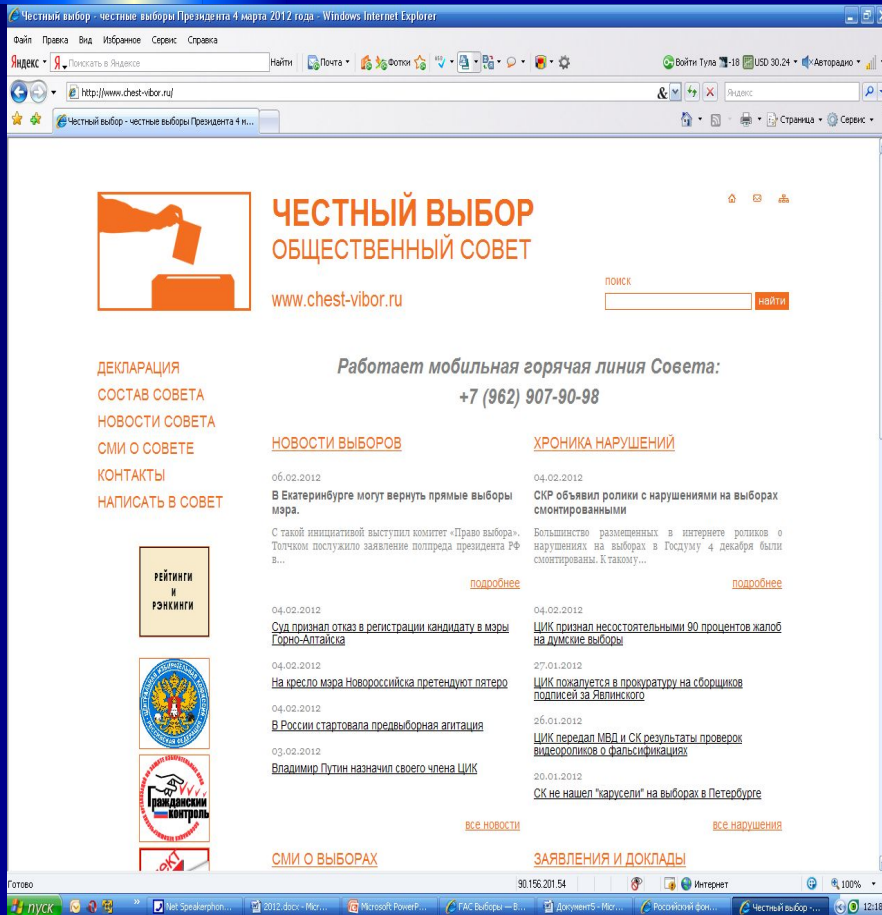 Честный выбор - честные выборы Президента 4 марта 2012 года - Windows Internet Explorer
Файл Правка Вид Избранное Сервис Справка
Яндекс Я Поискать в Яндексе Найти Почта Фотки Войти Тула -18 USD 30.24 Авторадио
http://www.chest-vibor.ru/ Яндекс
Честный выбор - честные выборы Президента 4 м... Страница Сервис
ЧЕСТНЫЙ ВЫБОР
ОБЩЕСТВЕННЫЙ СОВЕТ
www.chest-vibor.ru
поиск
найти
ДЕКЛАРАЦИЯ
СОСТАВ СОВЕТА
НОВОСТИ СОВЕТА
СМИ О СОВЕТЕ
КОНТАКТЫ
НАПИСАТЬ В СОВЕТ
РЕЙТИНГИ
И
РЭНКИНГИ
Гражданский
контроль
Работает мобильная горячая линия Совета:
+7 (962) 907-90-98
НОВОСТИ ВЫБОРОВ
06.02.2012
В Екатеринбурге могут вернуть прямые выборы
мэра.
С такой инициативой выступил комитет «Право выбора».
Толчком послужило заявление полпреда президента РФ
в...
подробнее
04.02.2012
Суд признал отказ в регистрации кандидату в мэры
Горно-Алтайска
04.02.2012
На кресло мэра Новороссийска претендуют пятеро
04.02.2012
В России стартовала предвыборная агитация
03.02.2012
Владимир Путин назначил своего члена ЦИК
все новости
СМИ О ВЫБОРАХ
ХРОНИКА НАРУШЕНИЙ
04.02.2012
СКР объявил ролики с нарушениями на выборах
смонтированными
Большинство размещенных в интернете роликов о
нарушениях на выборах в Госдуму 4 декабря были
смонтированы. К такому...
подробнее
04.02.2012
ЦИК признал несостоятельными 90 процентов жалоб
на думские выборы
27.01.2012
ЦИК пожалуется в прокуратуру на сборщиков
подписей за Явлинского
26.01.2012
ЦИК передал МВД и СК результаты проверок
видеороликов о фальсификациях
20.01.2012
СК не нашел "карусели" на выборах в Петербурге
все нарушения
ЗАЯВЛЕНИЯ И ДОКЛАДЫ
Готово 90.156.201.54 Интернет 100%
пуск Net Speakerphon... 2012.docx - Micr... Microsoft PowerP... ГАС Выборы — В... Документ5 - Micr... Российский фон... Честный выбор -... 12:18